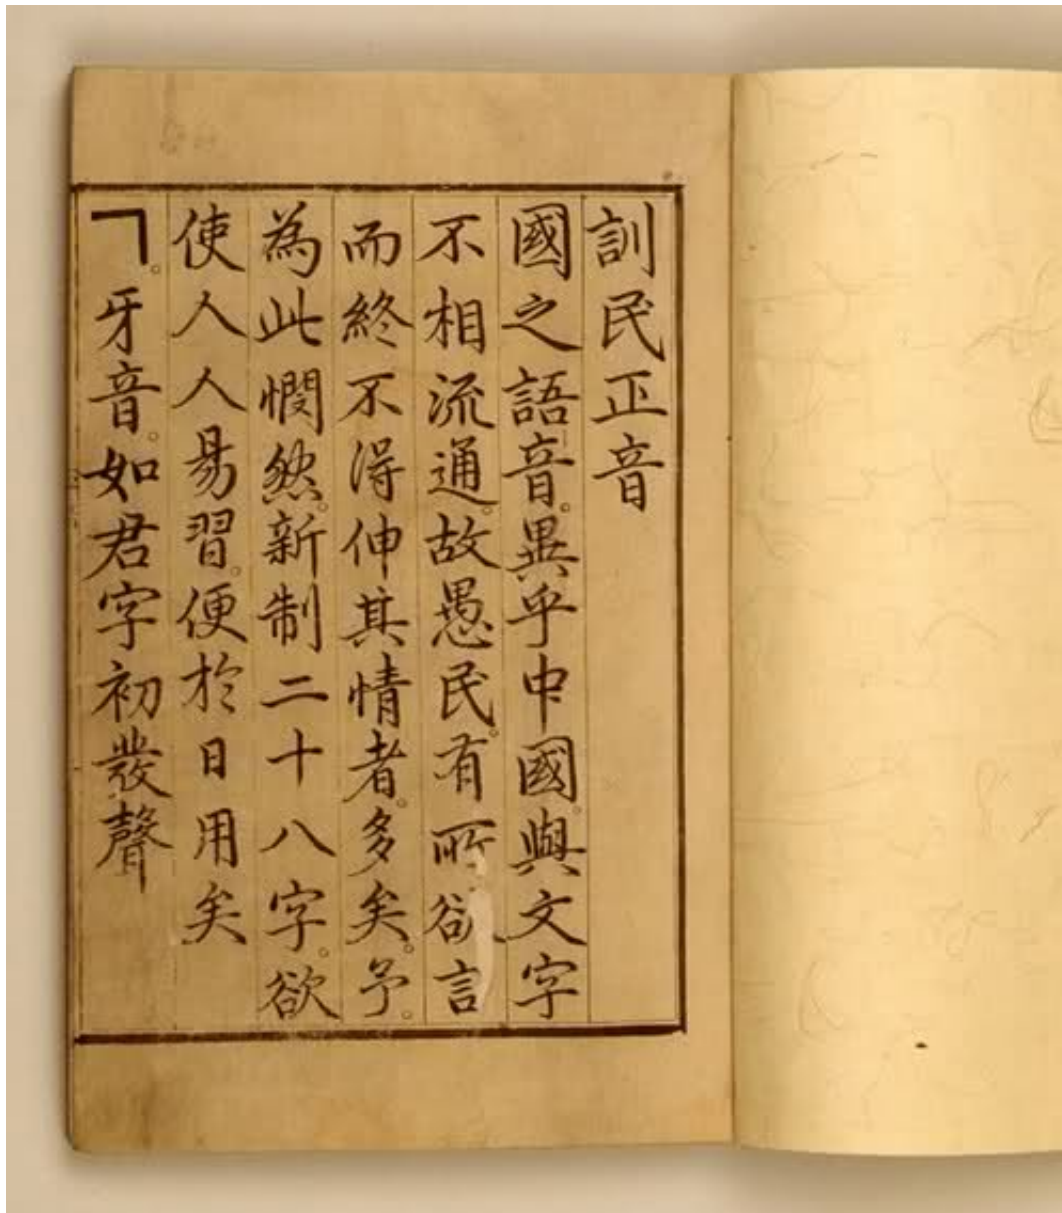 訓民正音
國之語音。異乎中國。與文字
不相流通。故愚民。有所欲言
而終不得伸其情者。多矣。予。
為此憫然。新制二十八字。欲
使人人易習。便於日用矣
ㄱ。牙音。如君字初發聲